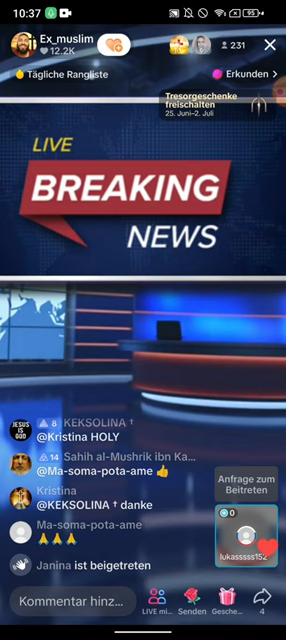 10:37
95
Ex_muslim
12.2K
231
Tägliche Rangliste
Erkunden >
Tresorgeschenke
freischalten
25. Juni–2. Juli
LIVE
BREAKING
NEWS
JESUS
IS
GOD
8 KEKSOLINA †
@Kristina HOLY
14 Sahih al-Mushrik ibn Ka...
@Ma-soma-pota-ame 👍
Kristina
@KEKSOLINA † danke
Ma-soma-pota-ame
🙏🙏🙏
Janina ist beigetreten
Anfrage zum
Beitreten
0
lukasssss152
Kommentar hinz...
LIVE mi...
Senden
Gesche...
4